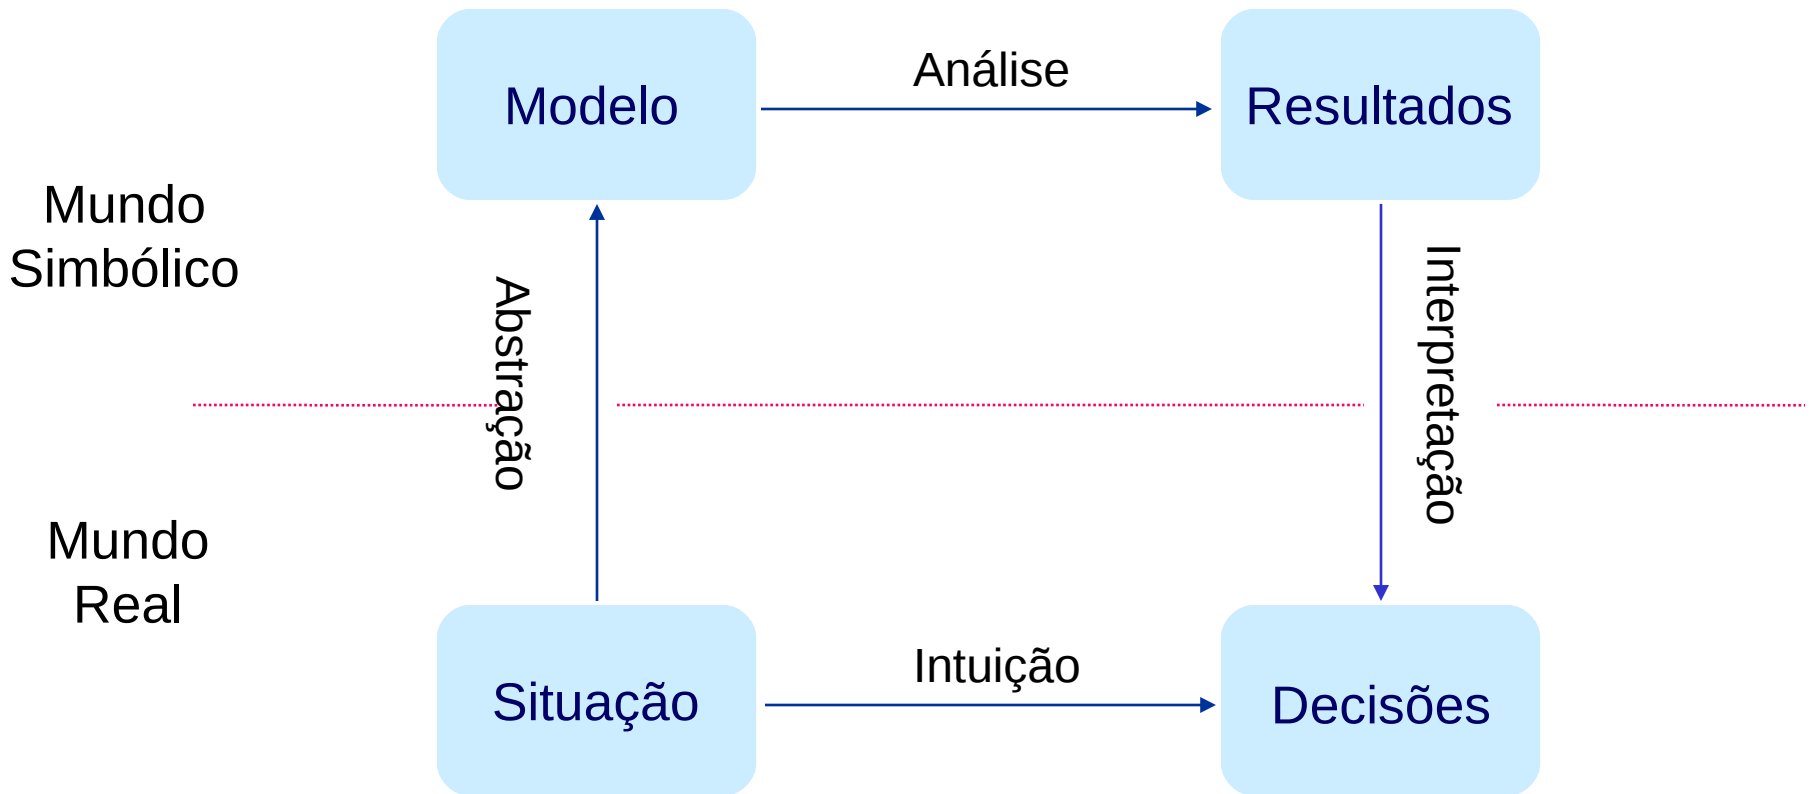 Modelo
Análise
Resultados
Mundo
Simbólico
Abstração
Interpretação
Mundo
Real
Situação
Intuição
Decisões